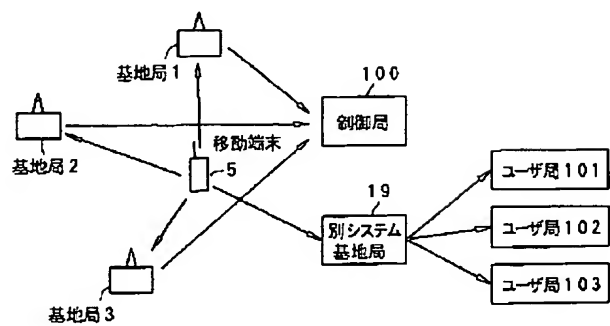 基地局1
100
制御局
基地局2
移動端末
5
19
別システム
基地局
ユーザ局101
ユーザ局102
ユーザ局103
基地局3